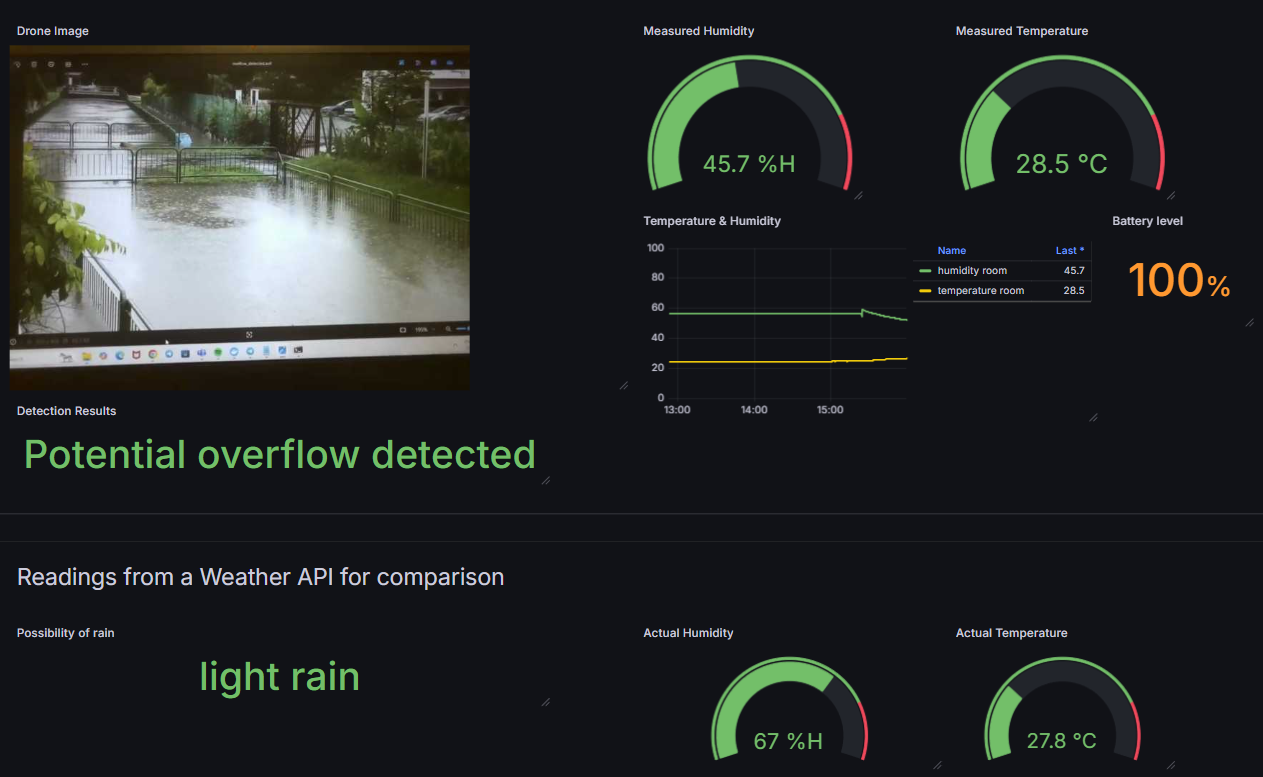 Drone Image
Detection Results
Potential overflow detected
Measured Humidity
45.7 %H
Measured Temperature
28.5 °C
Temperature & Humidity
100
80
60
40
20
0
13:00 14:00 15:00
Name Last *
humidity room 45.7
temperature room 28.5
Battery level
100%
Readings from a Weather API for comparison
Possibility of rain
light rain
Actual Humidity
67 %H
Actual Temperature
27.8 °C